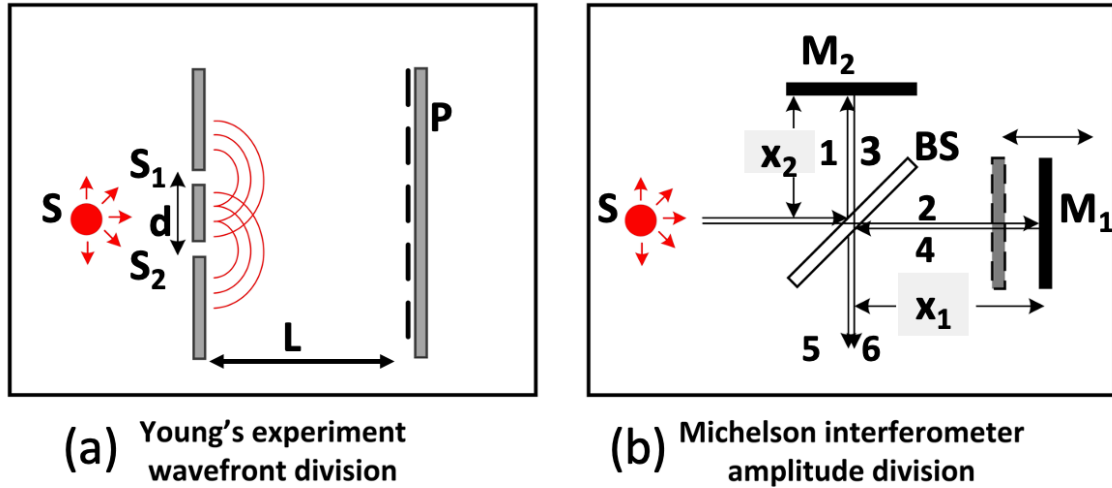 S
S1
d
S2
L
P
(a) Young’s experiment
wavefront division
S
M2
x2
1
3
BS
2
4
M1
x1
5
6
(b) Michelson interferometer
amplitude division